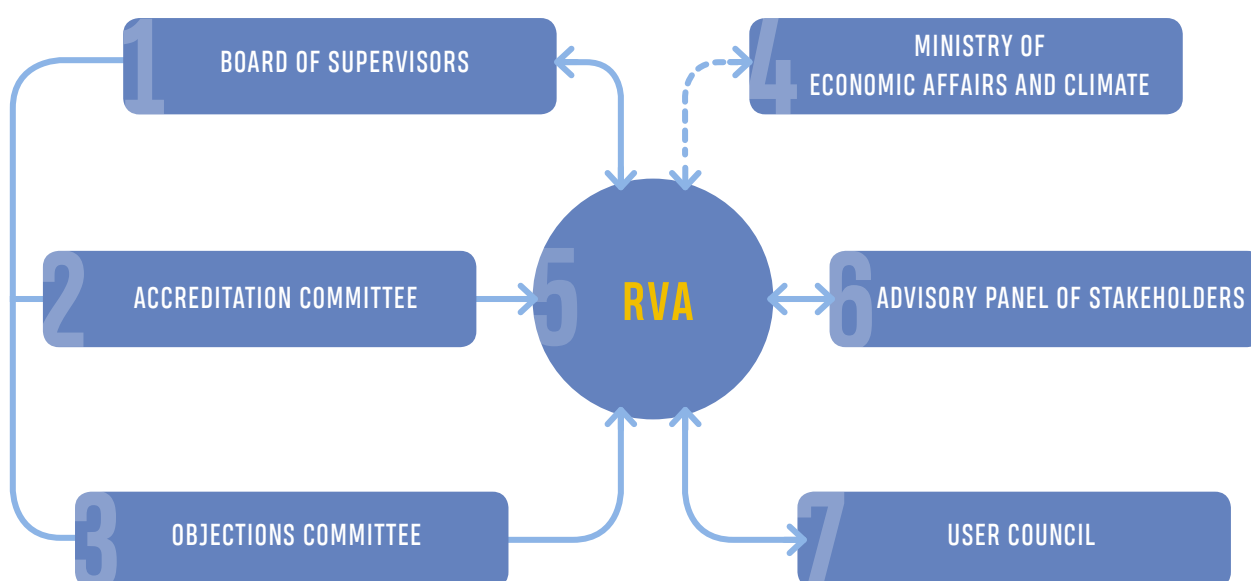 1 BOARD OF SUPERVISORS
4 MINISTRY OF
ECONOMIC AFFAIRS AND CLIMATE
2 ACCREDITATION COMMITTEE
5 RVA
6 ADVISORY PANEL OF STAKEHOLDERS
3 OBJECTIONS COMMITTEE
7 USER COUNCIL